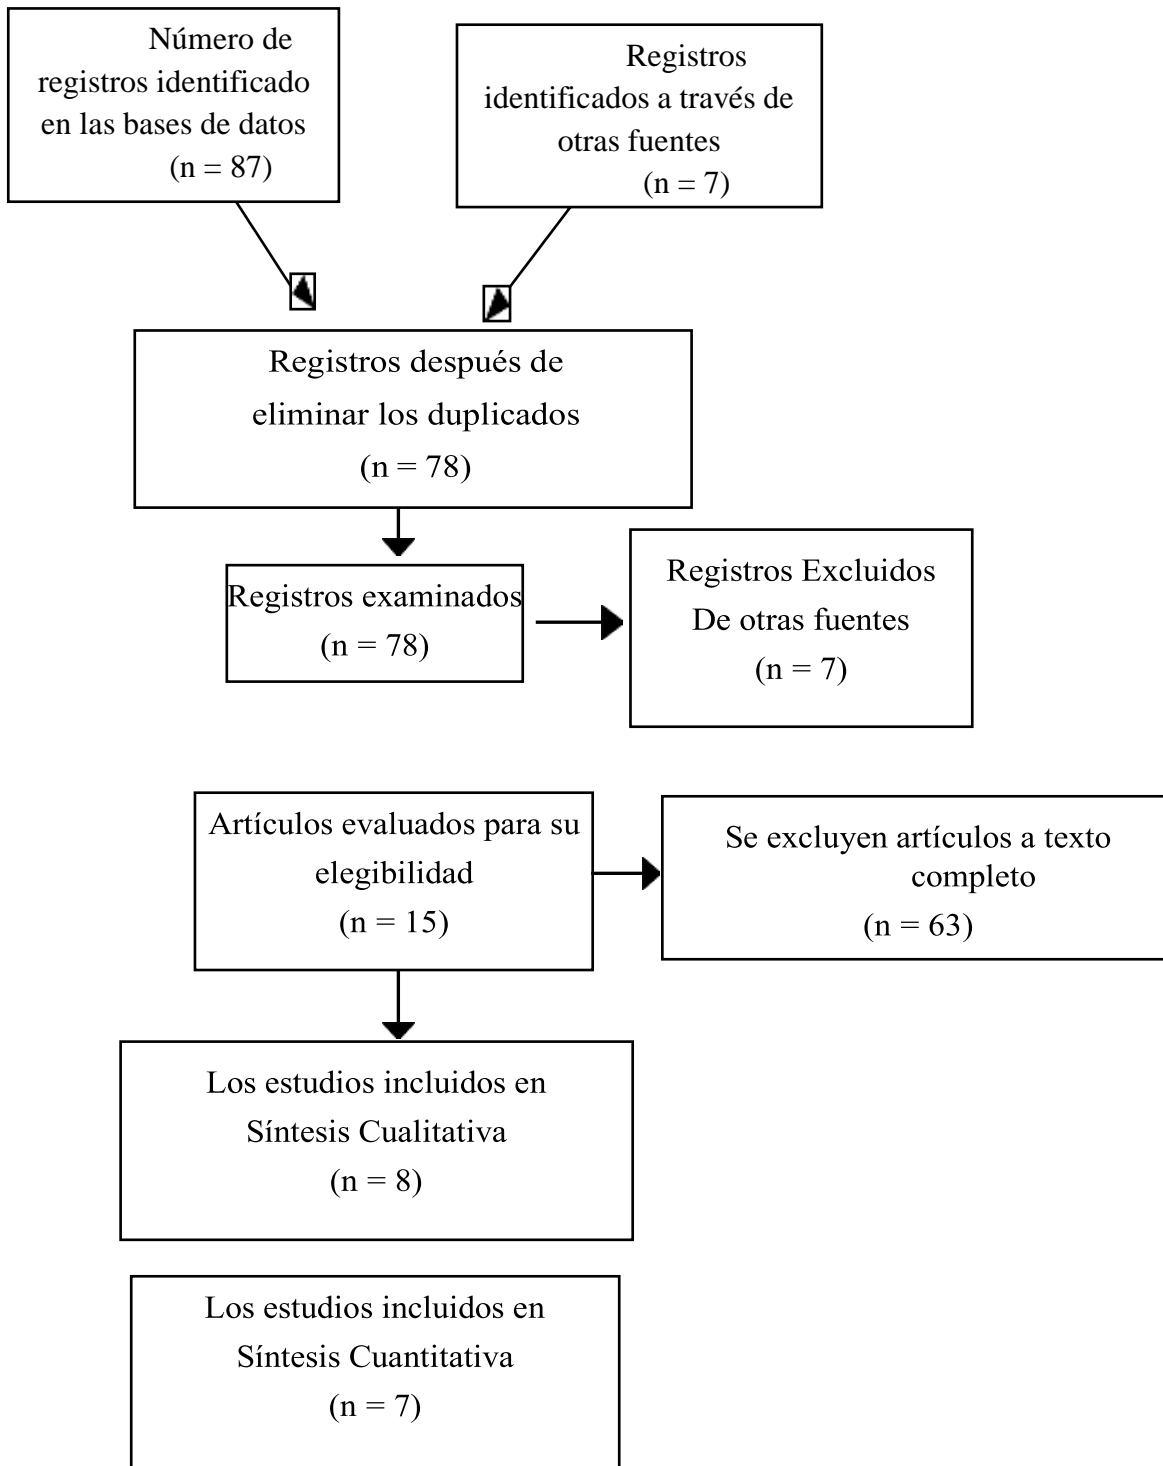 Número de
registros identificado
en las bases de datos
(n = 87)
Registros
identificados a través de
otras fuentes
(n = 7)
Registros después de
eliminar los duplicados
(n = 78)
Registros examinados
(n = 78)
Registros Excluidos
De otras fuentes
(n = 7)
Artículos evaluados para su
elegibilidad
(n = 15)
Se excluyen artículos a texto
completo
(n = 63)
Los estudios incluidos en
Síntesis Cualitativa
(n = 8)
Los estudios incluidos en
Síntesis Cuantitativa
(n = 7)